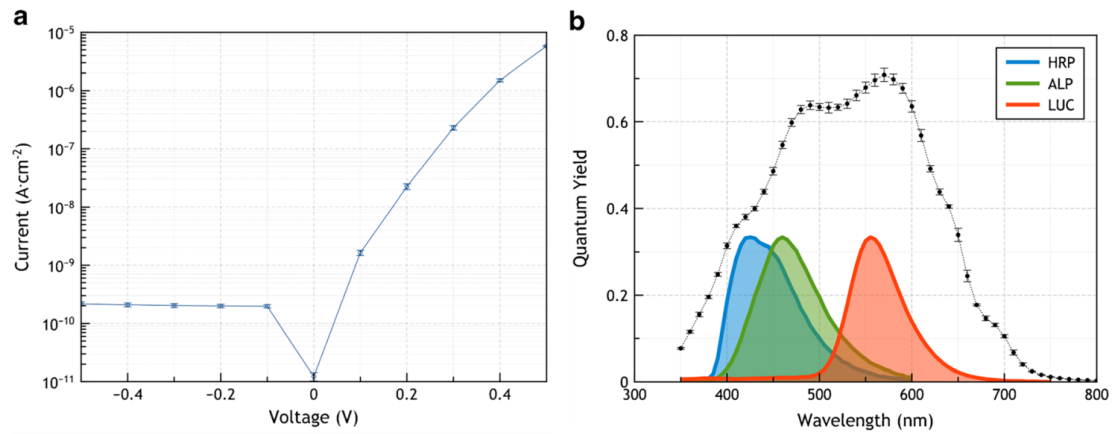 a
Current (A·cm⁻²)
10⁻⁵
10⁻⁶
10⁻⁷
10⁻⁸
10⁻⁹
10⁻¹⁰
10⁻¹¹
−0.4 −0.2 0 0.2 0.4
Voltage (V)
b
Quantum Yield
0.8
0.6
0.4
0.2
0
HRP
ALP
LUC
300 400 500 600 700 800
Wavelength (nm)